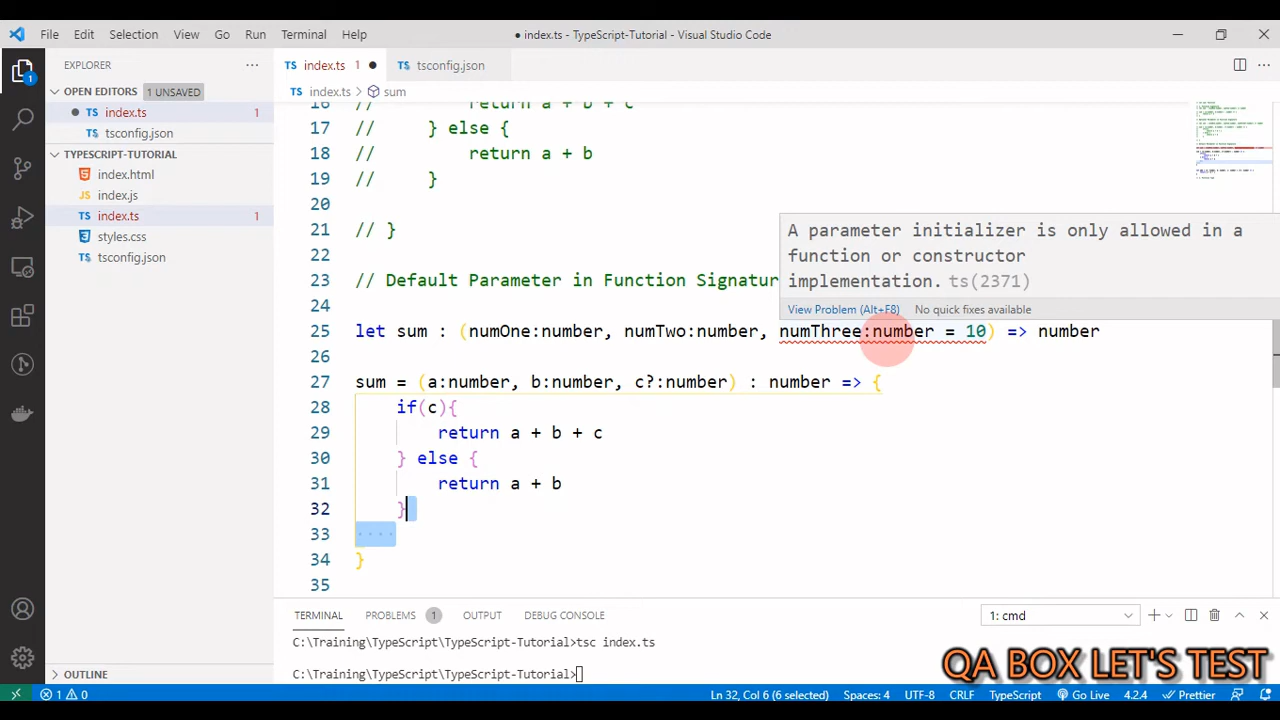 File Edit Selection View Go Run Terminal Help
● index.ts - TypeScript-Tutorial - Visual Studio Code
EXPLORER ···
TS index.ts 1 ●
TS tsconfig.json
OPEN EDITORS 1 UNSAVED
● TS index.ts 1
TS tsconfig.json
TYPESCRIPT-TUTORIAL
index.html
JS index.js
TS index.ts 1
styles.css
tsconfig.json
OUTLINE
TS index.ts > sum
16 // return a + b + c
17 // } else {
18 // return a + b
19 // }
20
21 // }
22
23 // Default Parameter in Function Signatur
24
25 let sum : (numOne:number, numTwo:number, numThree:number = 10) => number
26
27 sum = (a:number, b:number, c?:number) : number => {
28 if(c){
29 return a + b + c
30 } else {
31 return a + b
32 }
33 ····
34 }
35
A parameter initializer is only allowed in a
function or constructor
implementation. ts(2371)
View Problem (Alt+F8) No quick fixes available
TERMINAL PROBLEMS 1 OUTPUT DEBUG CONSOLE
1: cmd
C:\Training\TypeScript\TypeScript-Tutorial>tsc index.ts
C:\Training\TypeScript\TypeScript-Tutorial>
QA BOX LET'S TEST
1 0
Ln 32, Col 6 (6 selected) Spaces: 4 UTF-8 CRLF TypeScript Go Live 4.2.4 Prettier